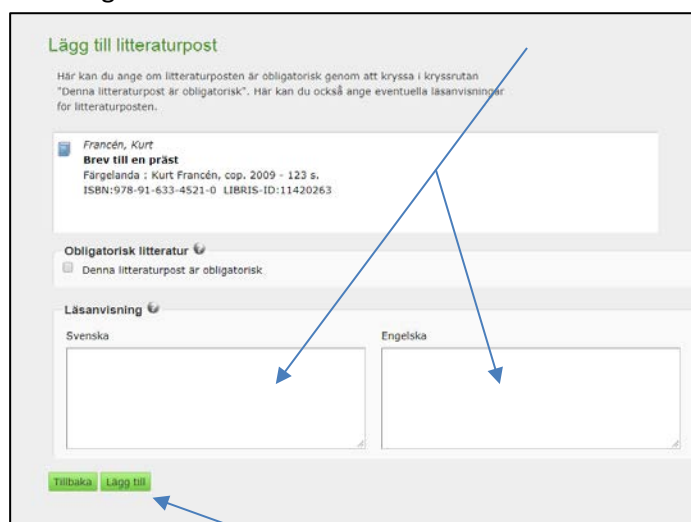 Lägg till litteraturpost
Här kan du ange om litteraturposten är obligatorisk genom att kryssa i kryssrutan
"Denna litteraturpost är obligatorisk". Här kan du också ange eventuella läsanvisningar
för litteraturposten.
Francén, Kurt
Brev till en präst
Färgelanda : Kurt Francén, cop. 2009 - 123 s.
ISBN:978-91-633-4521-0 LIBRIS-ID:11420263
Obligatorisk litteratur
Denna litteraturpost är obligatorisk
Läsanvisning
Svenska Engelska
Tillbaka Lägg till